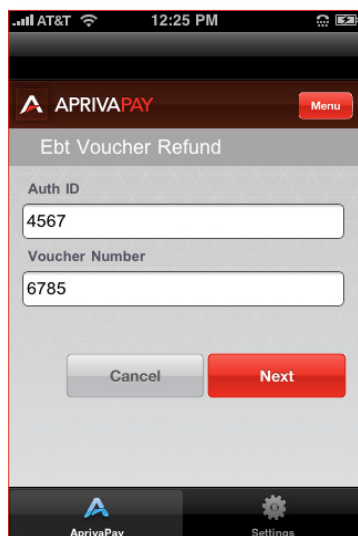 AT&T 12:25 PM
APRIVAPAY Menu
Ebt Voucher Refund
Auth ID
4567
Voucher Number
6785
Cancel Next
AprivaPay Settings